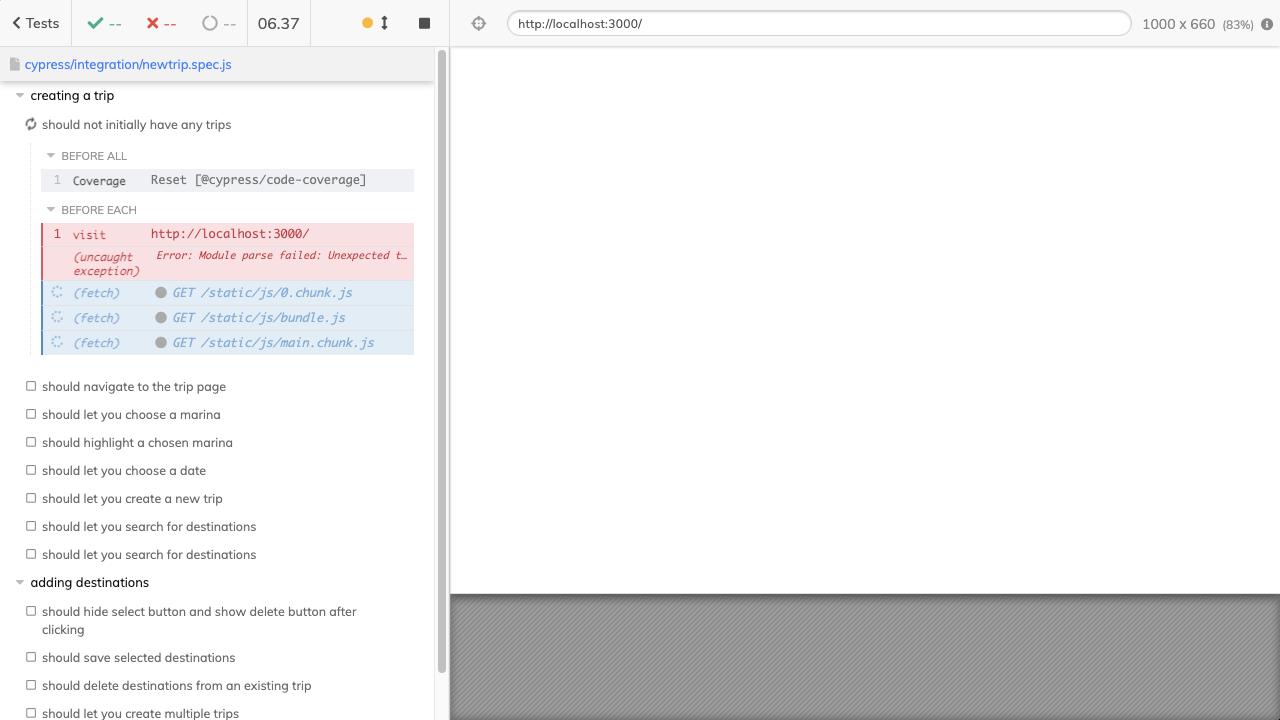 Tests -- -- -- 06.37 http://localhost:3000/ 1000 x 660 (83%)
cypress/integration/newtrip.spec.js
creating a trip
should not initially have any trips
BEFORE ALL
1 Coverage Reset [@cypress/code-coverage]
BEFORE EACH
1 visit http://localhost:3000/
(uncaught exception) Error: Module parse failed: Unexpected t…
(fetch) GET /static/js/0.chunk.js
(fetch) GET /static/js/bundle.js
(fetch) GET /static/js/main.chunk.js
should navigate to the trip page
should let you choose a marina
should highlight a chosen marina
should let you choose a date
should let you create a new trip
should let you search for destinations
should let you search for destinations
adding destinations
should hide select button and show delete button after
clicking
should save selected destinations
should delete destinations from an existing trip
should let you create multiple trips